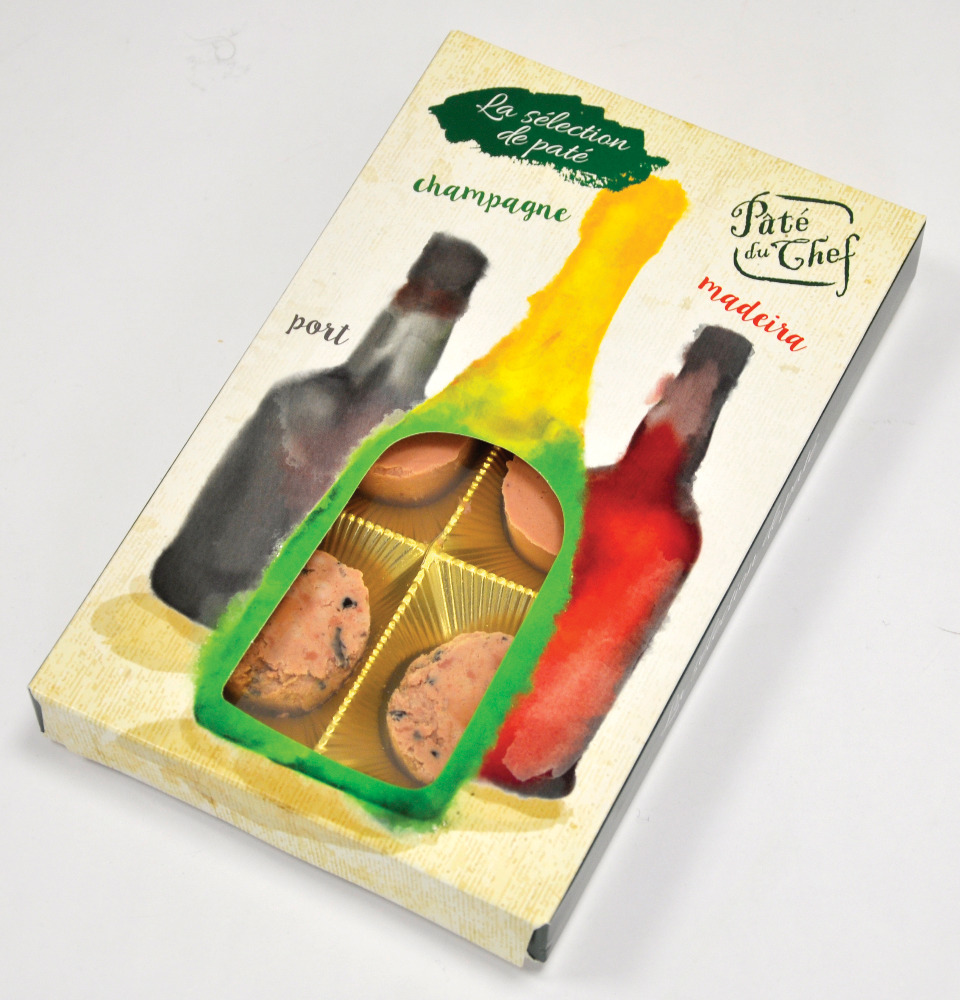 La sélection
de paté
champagne
Pâté
du Chef
madeira
port